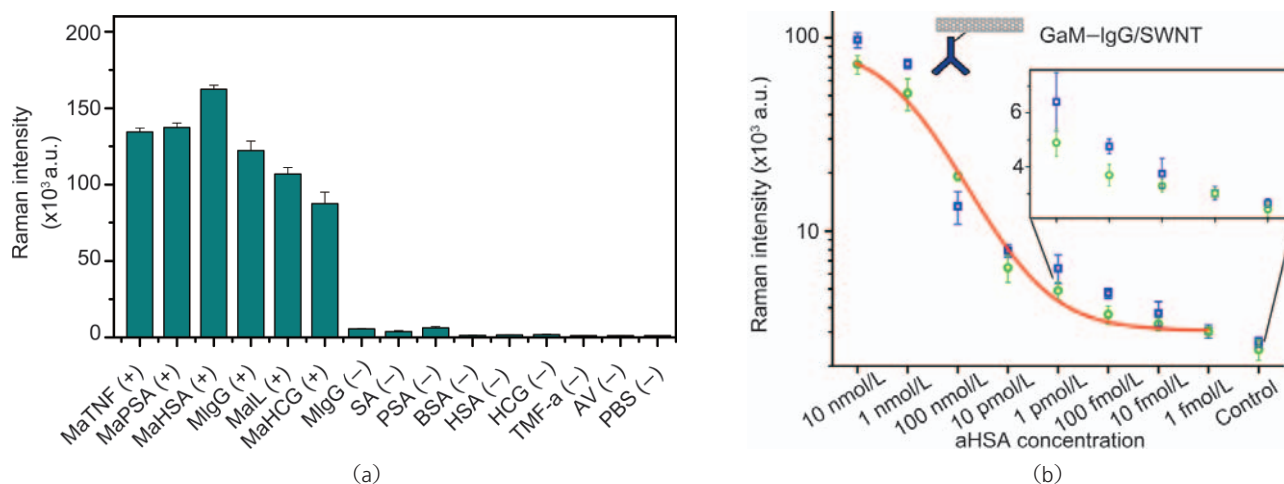 200
150
100
50
0
Raman intensity
(x10³ a.u.)
MaTNF (+)
MaPSA (+)
MaHSA (+)
MIgG (+)
MaIL (+)
MaHCG (+)
MIgG (−)
SA (−)
PSA (−)
BSA (−)
HSA (−)
HCG (−)
TMF-a (−)
AV (−)
PBS (−)
(a)
100
10
Raman intensity (x10³ a.u.)
GaM–IgG/SWNT
6
4
10 nmol/L
1 nmol/L
100 nmol/L
10 pmol/L
1 pmol/L
100 fmol/L
10 fmol/L
1 fmol/L
Control
aHSA concentration
(b)